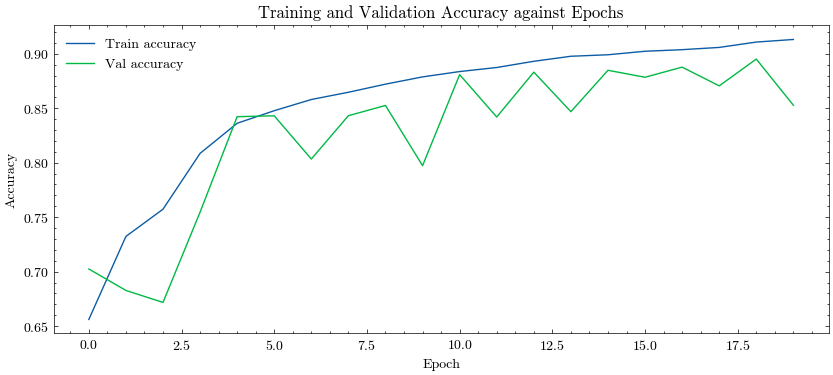 Training and Validation Accuracy against Epochs
Train accuracy
Val accuracy
0.90
0.85
0.80
0.75
0.70
0.65
Accuracy
0.0 2.5 5.0 7.5 10.0 12.5 15.0 17.5
Epoch